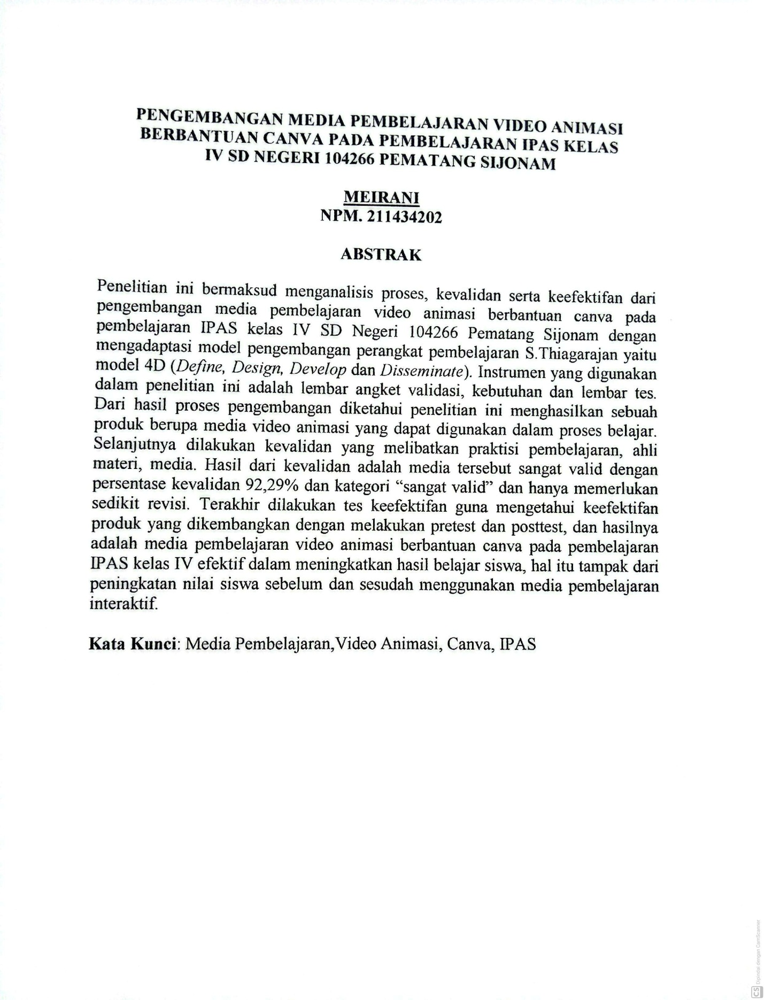 PENGEMBANGAN MEDIA PEMBELAJARAN VIDEO ANIMASI
BERBANTUAN CANVA PADA PEMBELAJARAN IPAS KELAS
IV SD NEGERI 104266 PEMATANG SIJONAM
MEIRANI
NPM. 211434202
ABSTRAK
Penelitian ini bermaksud menganalisis proses, kevalidan serta keefektifan dari
pengembangan media pembelajaran video animasi berbantuan canva pada
pembelajaran IPAS kelas IV SD Negeri 104266 Pematang Sijonam dengan
mengadaptasi model pengembangan perangkat pembelajaran S.Thiagarajan yaitu
model 4D (Define, Design, Develop dan Disseminate). Instrumen yang digunakan
dalam penelitian ini adalah lembar angket validasi, kebutuhan dan lembar tes.
Dari hasil proses pengembangan diketahui penelitian ini menghasilkan sebuah
produk berupa media video animasi yang dapat digunakan dalam proses belajar.
Selanjutnya dilakukan kevalidan yang melibatkan praktisi pembelajaran, ahli
materi, media. Hasil dari kevalidan adalah media tersebut sangat valid dengan
persentase kevalidan 92,29% dan kategori “sangat valid” dan hanya memerlukan
sedikit revisi. Terakhir dilakukan tes keefektifan guna mengetahui keefektifan
produk yang dikembangkan dengan melakukan pretest dan posttest, dan hasilnya
adalah media pembelajaran video animasi berbantuan canva pada pembelajaran
IPAS kelas IV efektif dalam meningkatkan hasil belajar siswa, hal itu tampak dari
peningkatan nilai siswa sebelum dan sesudah menggunakan media pembelajaran
interaktif.
Kata Kunci: Media Pembelajaran, Video Animasi, Canva, IPAS
CS Dipindai dengan CamScanner